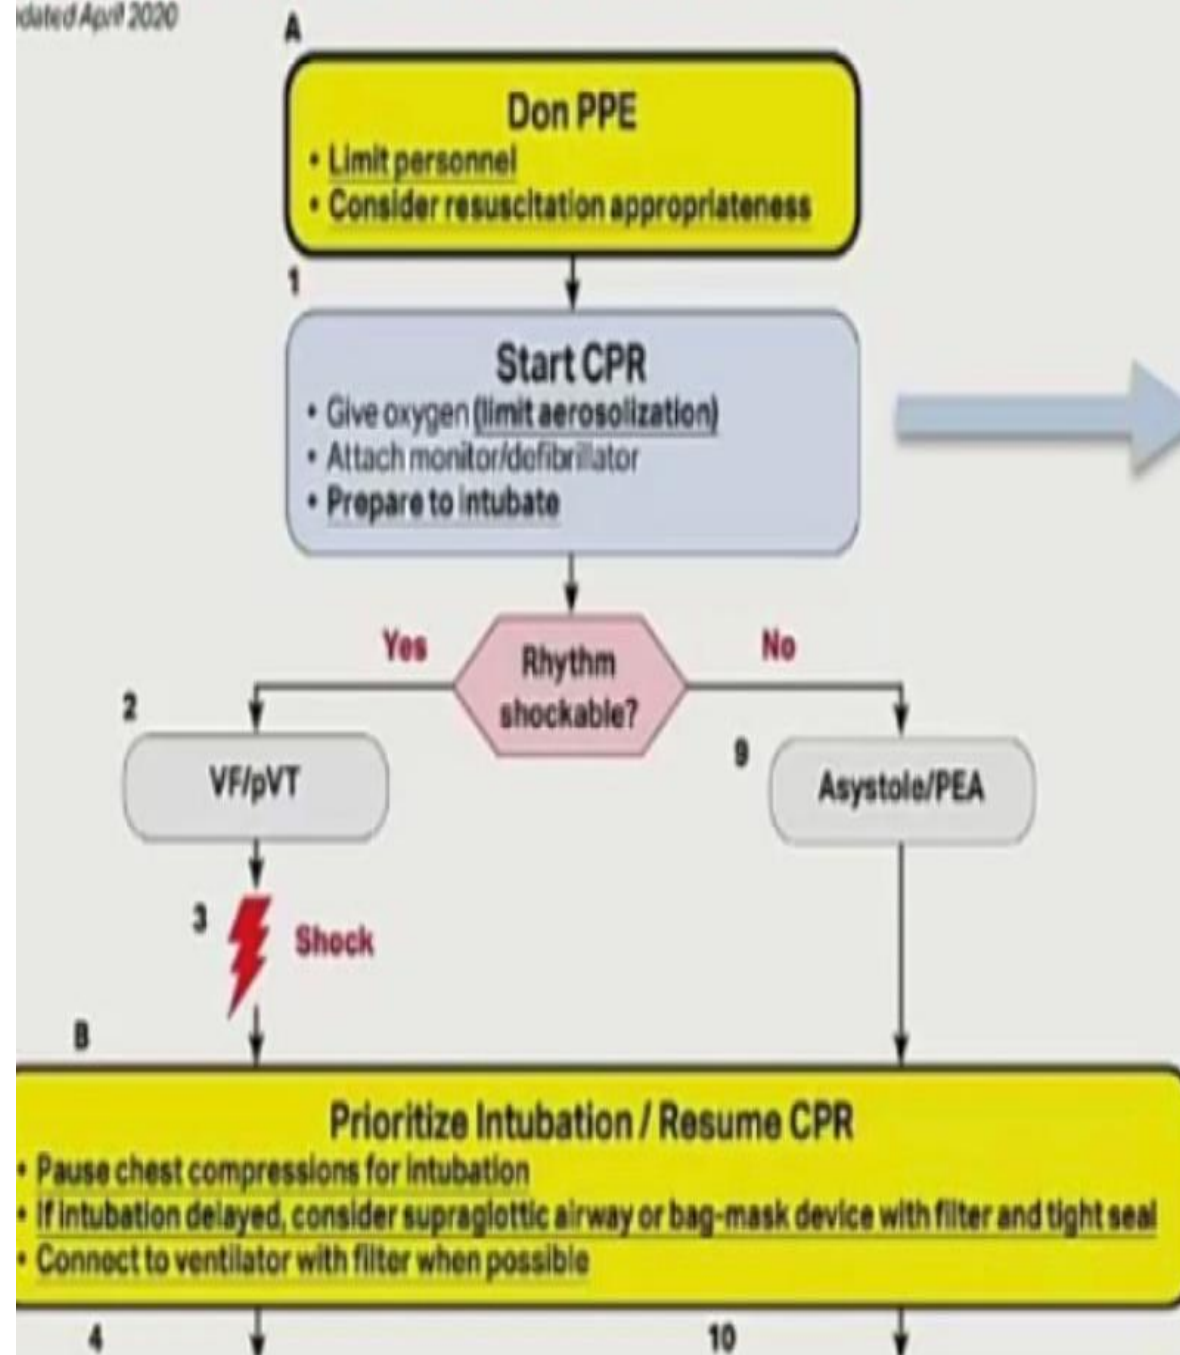 dated April 2020
A
Don PPE
• Limit personnel
• Consider resuscitation appropriateness
1
Start CPR
• Give oxygen (limit aerosolization)
• Attach monitor/defibrillator
• Prepare to intubate
Rhythm
shockable?
Yes
No
2
VF/pVT
9
Asystole/PEA
3
Shock
B
Prioritize Intubation / Resume CPR
• Pause chest compressions for intubation
• If intubation delayed, consider supraglottic airway or bag-mask device with filter and tight seal
• Connect to ventilator with filter when possible
4
10